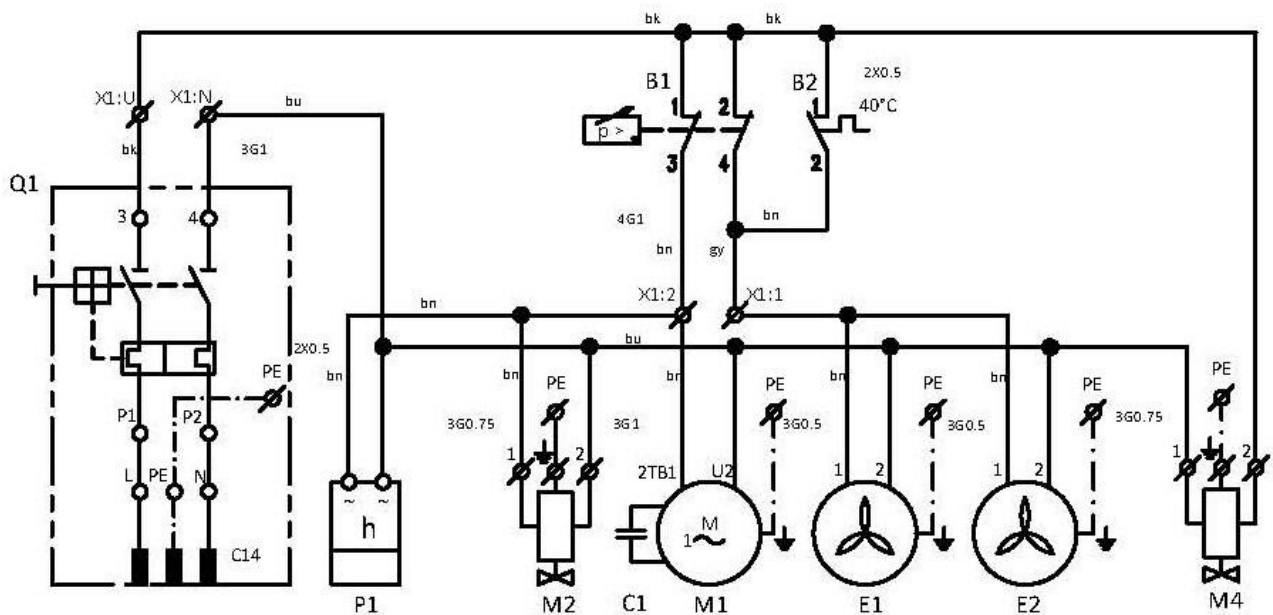 bk bk
X1:U X1:N bu B1 B2 2X0.5
1 2 1 40°C
p >
bk 3G1 3 4 2
Q1
3 4 4G1 bn
bn gy
X1:2 X1:1
bn
2X0.5 bu
PE bn bn PE bn PE bn PE bn PE
P1 P2 3G0.75 3G1 3G0.5 3G0.5 3G0.75
1 2 1 2 1 2 1 2
L PE N 2TB1 U2
~ ~
h M
1 ~
C14
P1 M2 C1 M1 E1 E2 M4